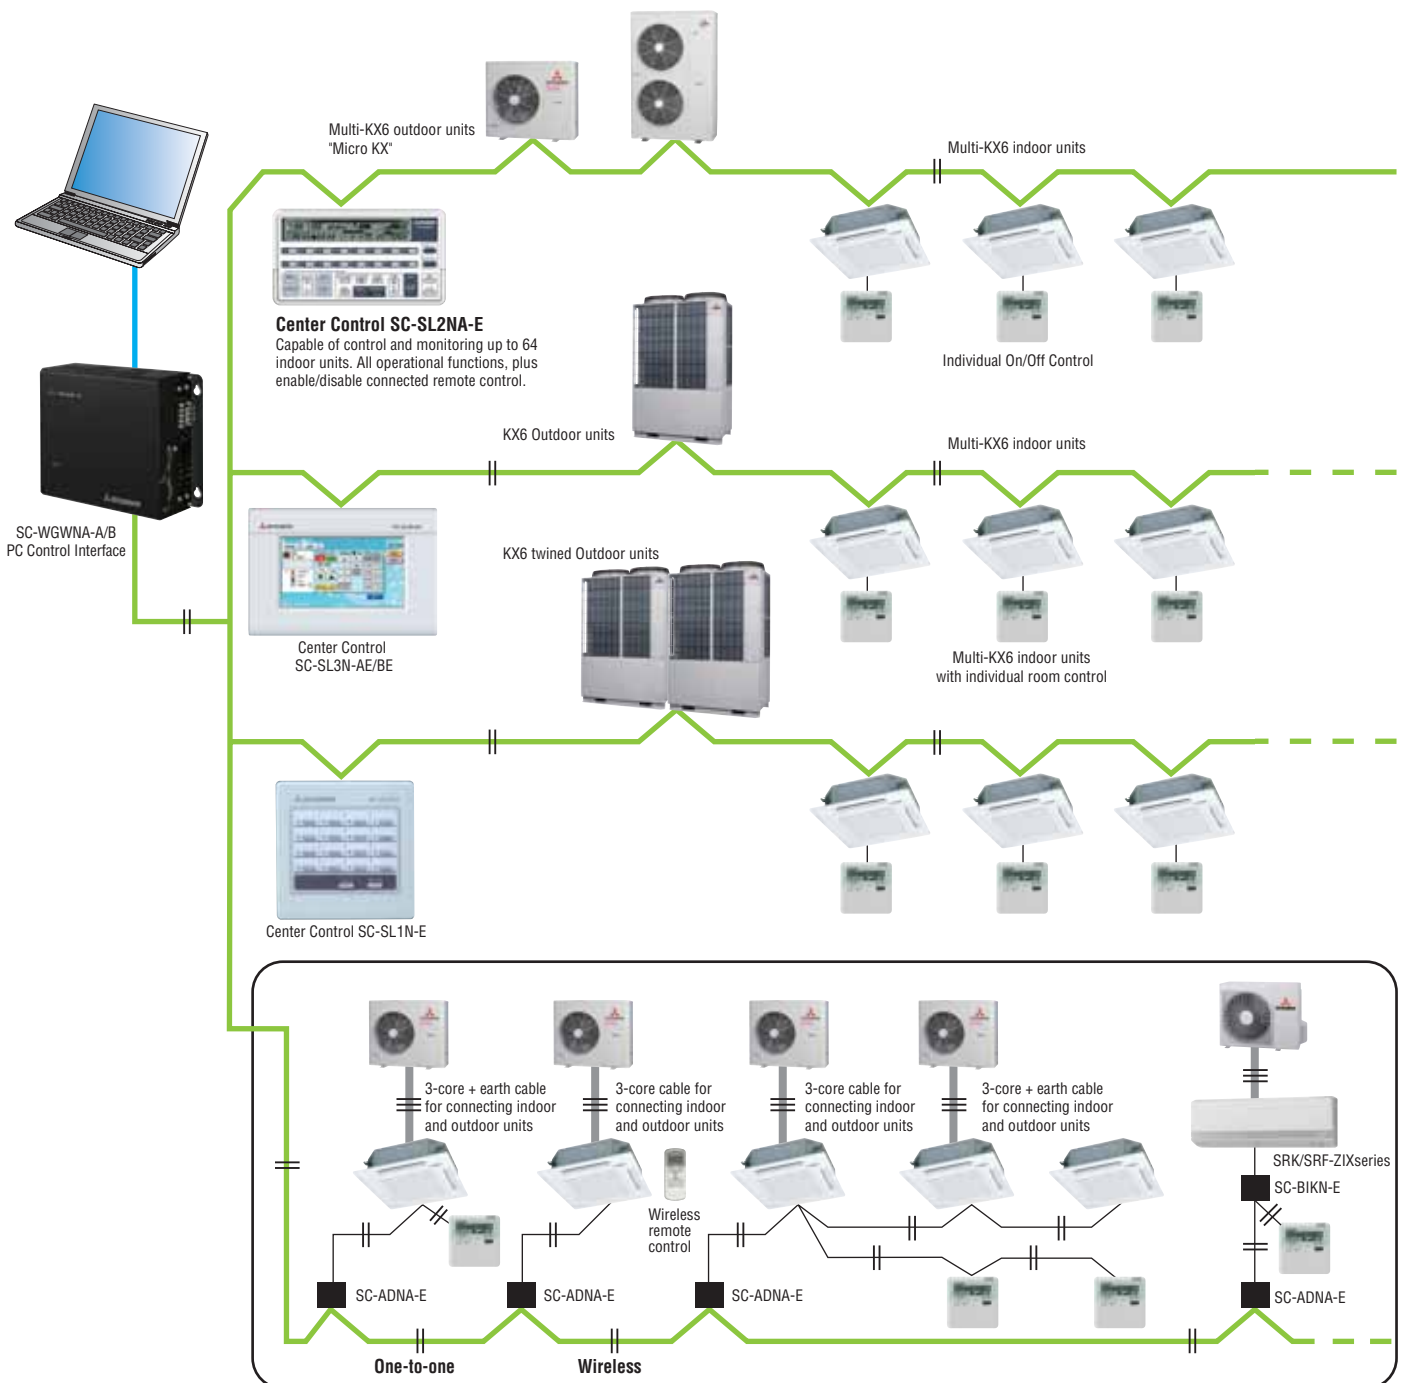 Multi-KX6 outdoor units
"Micro KX"
Multi-KX6 indoor units
Center Control SC-SL2NA-E
Capable of control and monitoring up to 64
indoor units. All operational functions, plus
enable/disable connected remote control.
Individual On/Off Control
KX6 Outdoor units
Multi-KX6 indoor units
SC-WGWNA-A/B
PC Control Interface
KX6 twined Outdoor units
Center Control
SC-SL3N-AE/BE
Multi-KX6 indoor units
with individual room control
Center Control SC-SL1N-E
3-core + earth cable
for connecting indoor
and outdoor units
3-core cable for
connecting indoor
and outdoor units
3-core cable for
connecting indoor
and outdoor units
3-core + earth cable
for connecting indoor
and outdoor units
SRK/SRF-ZIXseries
SC-BIKN-E
Wireless
remote
control
SC-ADNA-E
SC-ADNA-E
SC-ADNA-E
SC-ADNA-E
One-to-one
Wireless